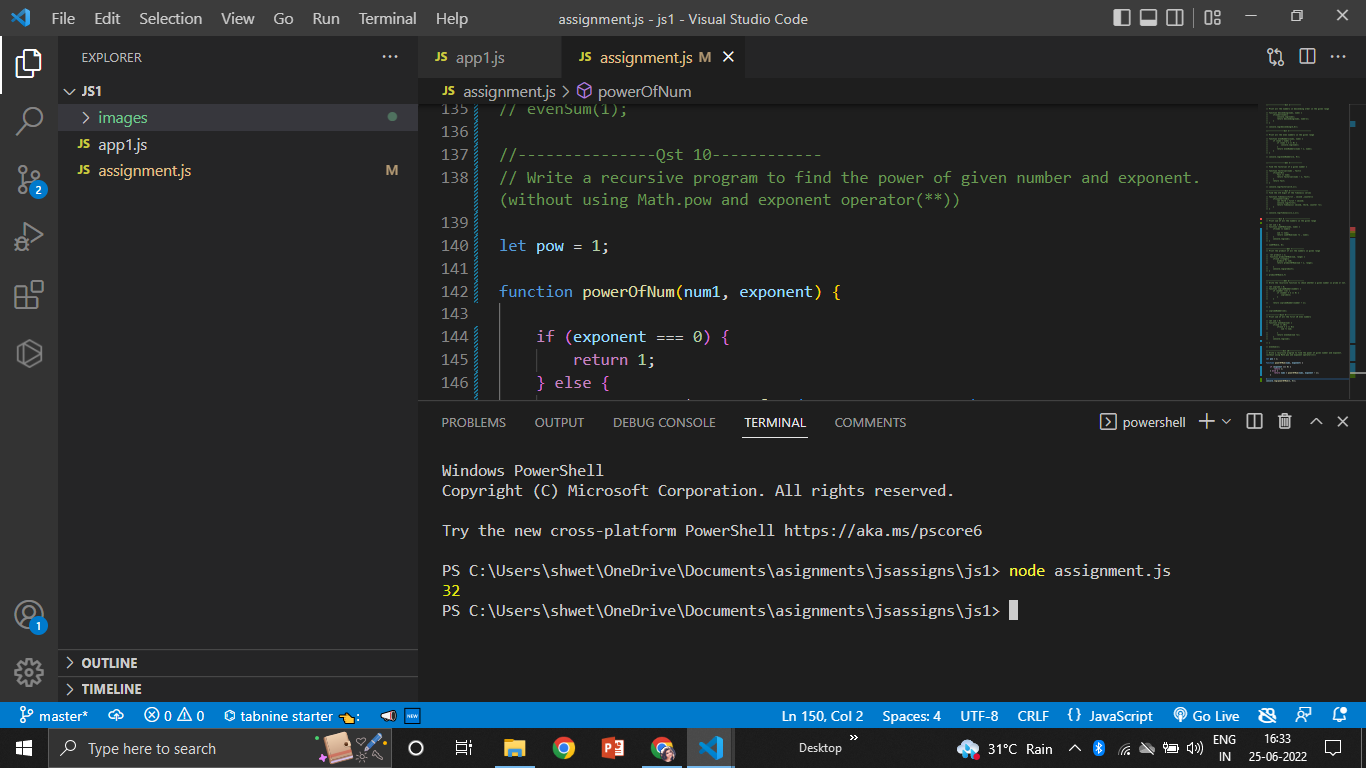 File Edit Selection View Go Run Terminal Help
assignment.js - js1 - Visual Studio Code
EXPLORER
JS1
images
JS app1.js
JS assignment.js M
JS app1.js
JS assignment.js M
JS assignment.js > powerOfNum
135 // evenSum(1);
136
137 //---------------Qst 10------------
138 // Write a recursive program to find the power of given number and exponent.
(without using Math.pow and exponent operator(**))
139
140 let pow = 1;
141
142 function powerOfNum(num1, exponent) {
143
144 if (exponent === 0) {
145 return 1;
146 } else {
PROBLEMS OUTPUT DEBUG CONSOLE TERMINAL COMMENTS
powershell
Windows PowerShell
Copyright (C) Microsoft Corporation. All rights reserved.
Try the new cross-platform PowerShell https://aka.ms/pscore6
PS C:\Users\shwet\OneDrive\Documents\asignments\jsassigns\js1> node assignment.js
32
PS C:\Users\shwet\OneDrive\Documents\asignments\jsassigns\js1>
2
1
OUTLINE
TIMELINE
master* 0 0 tabnine starter : NEW
Ln 150, Col 2 Spaces: 4 UTF-8 CRLF {} JavaScript Go Live
Type here to search
Desktop
31°C Rain
ENG
IN
16:33
25-06-2022